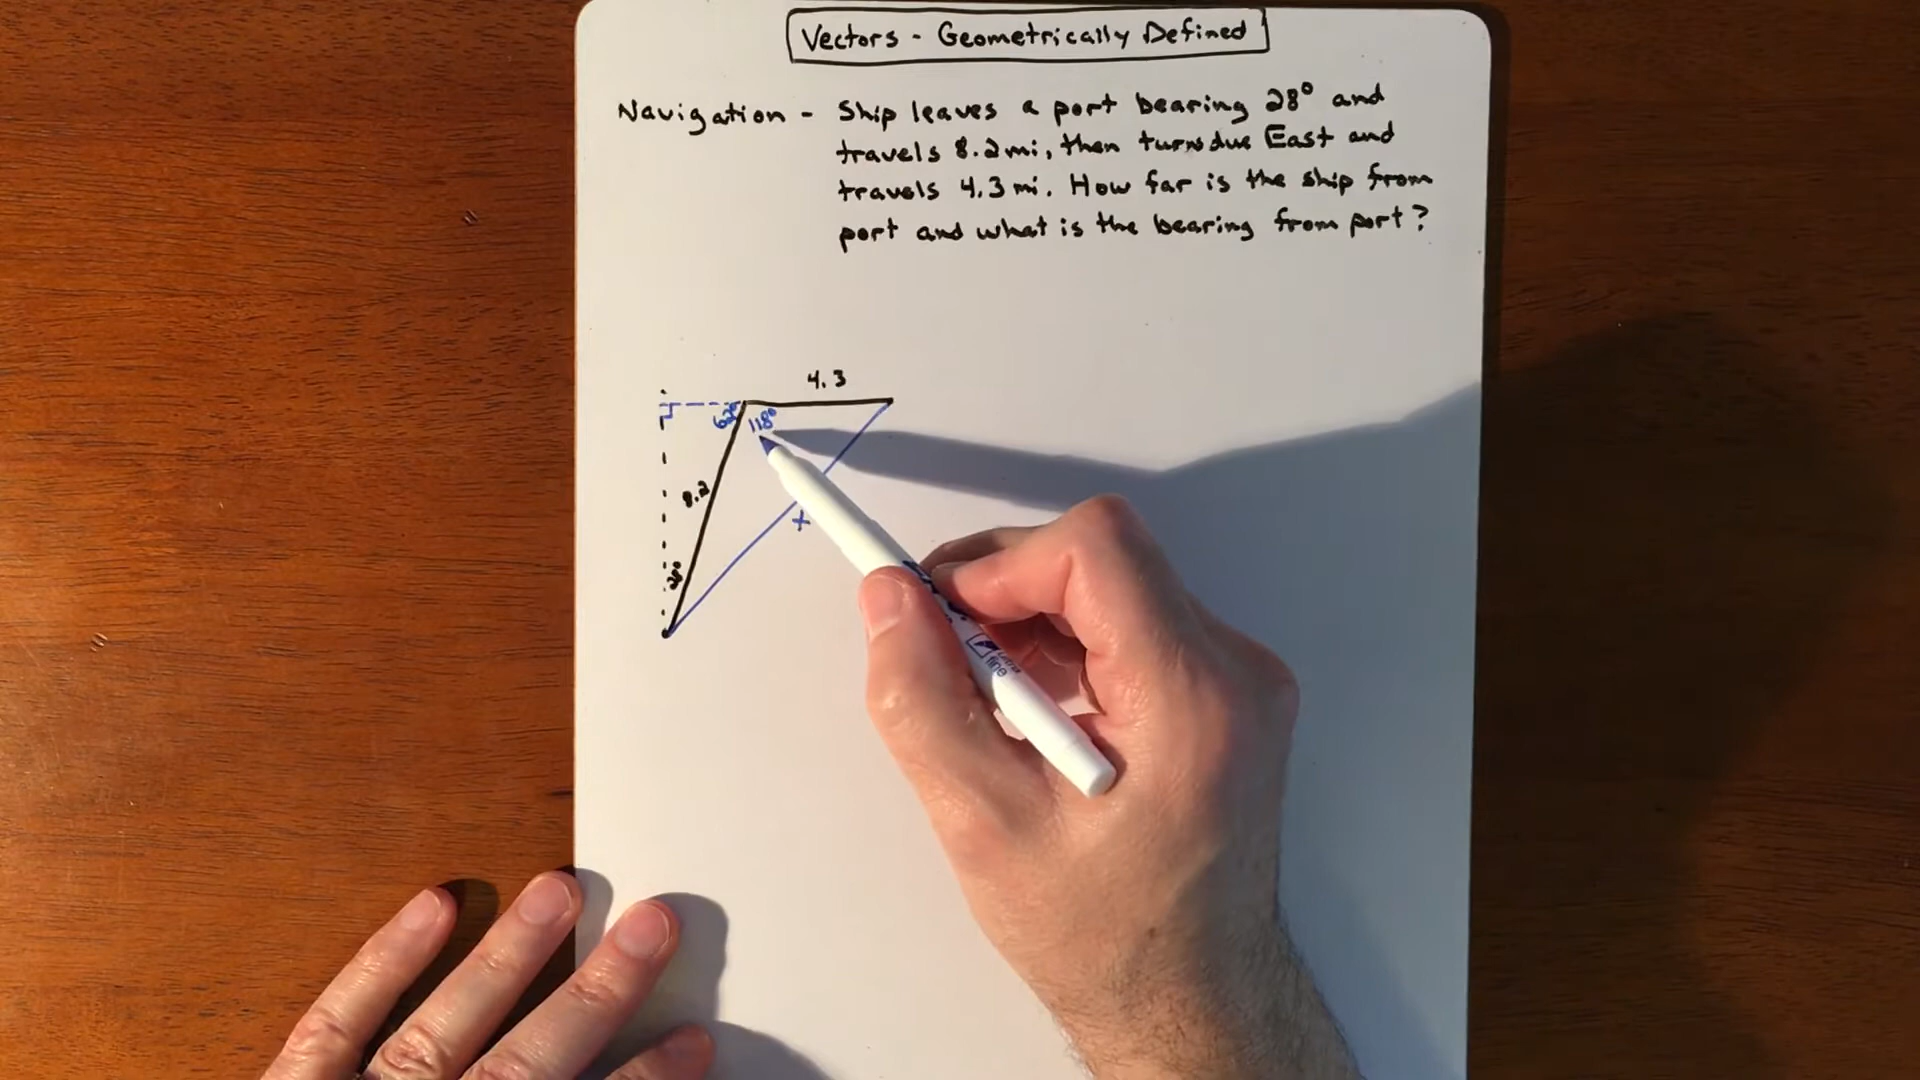 Vectors - Geometrically Defined
Navigation - Ship leaves a port bearing 28° and
travels 8.2 mi, then turns due East and
travels 4.3 mi. How far is the ship from
port and what is the bearing from port?
4.3
62° 118°
8.2
x
28°
fine